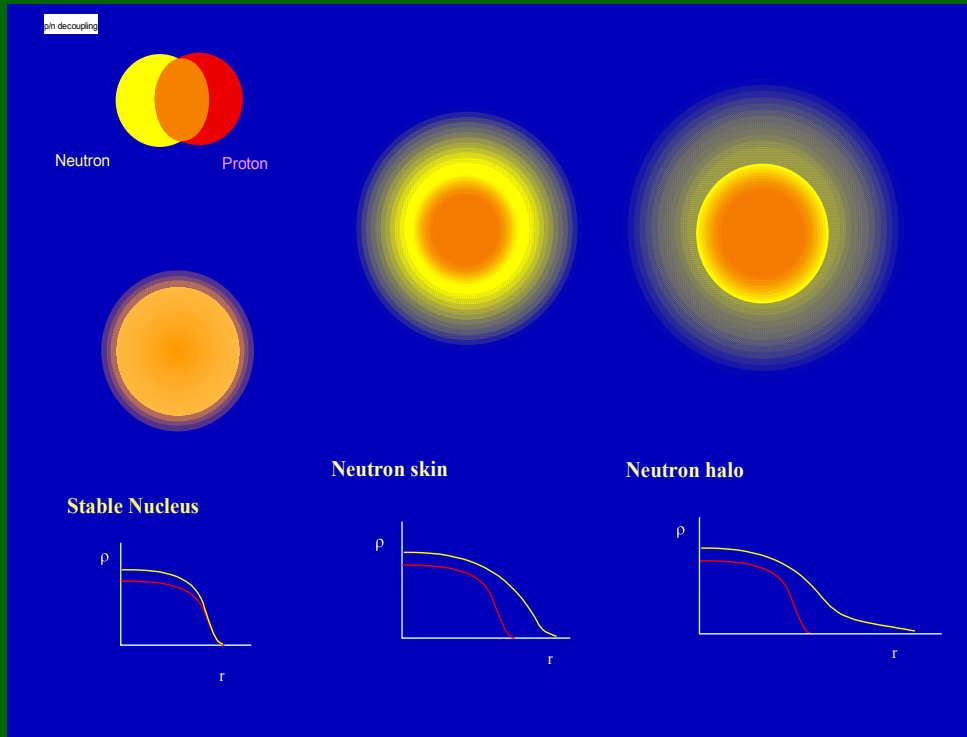 p/n decoupling
Neutron
Proton
Neutron skin
Neutron halo
Stable Nucleus
ρ
r
ρ
r
ρ
r